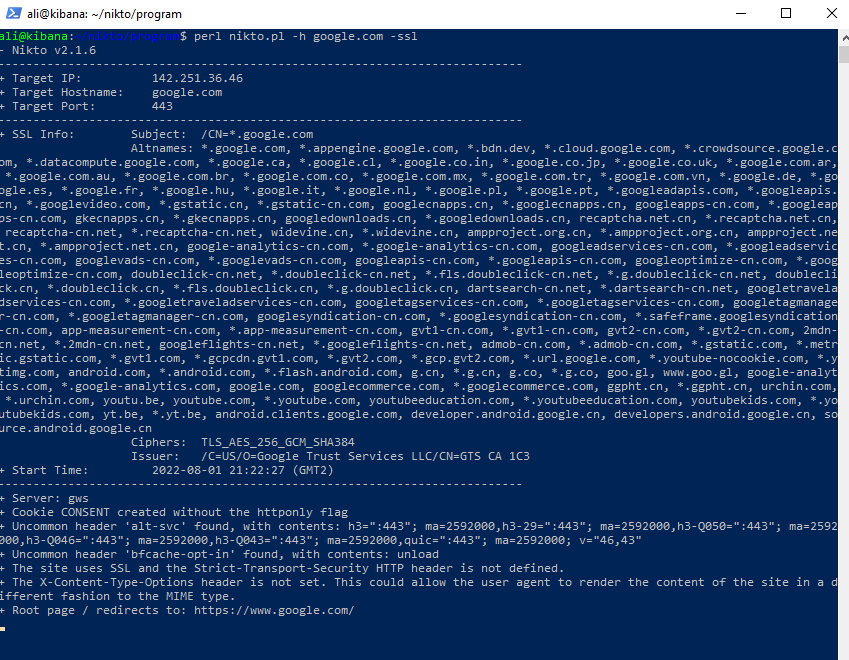 ali@kibana: ~/nikto/program
ali@kibana:~/nikto/program$ perl nikto.pl -h google.com -ssl
- Nikto v2.1.6
---------------------------------------------------------------------------
+ Target IP:          142.251.36.46
+ Target Hostname:    google.com
+ Target Port:        443
---------------------------------------------------------------------------
+ SSL Info:        Subject:  /CN=*.google.com
                   Altnames: *.google.com, *.appengine.google.com, *.bdn.dev, *.cloud.google.com, *.crowdsource.google.c
om, *.datacompute.google.com, *.google.ca, *.google.cl, *.google.co.in, *.google.co.jp, *.google.co.uk, *.google.com.ar,
 *.google.com.au, *.google.com.br, *.google.com.co, *.google.com.mx, *.google.com.tr, *.google.com.vn, *.google.de, *.go
ogle.es, *.google.fr, *.google.hu, *.google.it, *.google.nl, *.google.pl, *.google.pt, *.googleadapis.com, *.googleapis.
cn, *.googlevideo.com, *.gstatic.cn, *.gstatic-cn.com, googlecnapps.cn, *.googlecnapps.cn, googleapps-cn.com, *.googleap
ps-cn.com, gkecnapps.cn, *.gkecnapps.cn, googledownloads.cn, *.googledownloads.cn, recaptcha.net.cn, *.recaptcha.net.cn,
 recaptcha-cn.net, *.recaptcha-cn.net, widevine.cn, *.widevine.cn, ampproject.org.cn, *.ampproject.org.cn, ampproject.ne
t.cn, *.ampproject.net.cn, google-analytics-cn.com, *.google-analytics-cn.com, googleadservices-cn.com, *.googleadservic
es-cn.com, googlevads-cn.com, *.googlevads-cn.com, googleapis-cn.com, *.googleapis-cn.com, googleoptimize-cn.com, *.goog
leoptimize-cn.com, doubleclick-cn.net, *.doubleclick-cn.net, *.fls.doubleclick-cn.net, *.g.doubleclick-cn.net, doublecli
ck.cn, *.doubleclick.cn, *.fls.doubleclick.cn, *.g.doubleclick.cn, dartsearch-cn.net, *.dartsearch-cn.net, googletravela
dservices-cn.com, *.googletraveladservices-cn.com, googletagservices-cn.com, *.googletagservices-cn.com, googletagmanage
r-cn.com, *.googletagmanager-cn.com, googlesyndication-cn.com, *.googlesyndication-cn.com, *.safeframe.googlesyndication
-cn.com, app-measurement-cn.com, *.app-measurement-cn.com, gvt1-cn.com, *.gvt1-cn.com, gvt2-cn.com, *.gvt2-cn.com, 2mdn-
cn.net, *.2mdn-cn.net, googleflights-cn.net, *.googleflights-cn.net, admob-cn.com, *.admob-cn.com, *.gstatic.com, *.metr
ic.gstatic.com, *.gvt1.com, *.gcpcdn.gvt1.com, *.gvt2.com, *.gcp.gvt2.com, *.url.google.com, *.youtube-nocookie.com, *.y
timg.com, android.com, *.android.com, *.flash.android.com, g.cn, *.g.cn, g.co, *.g.co, goo.gl, www.goo.gl, google-analyt
ics.com, *.google-analytics.com, google.com, googlecommerce.com, *.googlecommerce.com, ggpht.cn, *.ggpht.cn, urchin.com,
 *.urchin.com, youtu.be, youtube.com, *.youtube.com, youtubeeducation.com, *.youtubeeducation.com, youtubekids.com, *.yo
utubekids.com, yt.be, *.yt.be, android.clients.google.com, developer.android.google.cn, developers.android.google.cn, so
urce.android.google.cn
                   Ciphers:  TLS_AES_256_GCM_SHA384
                   Issuer:   /C=US/O=Google Trust Services LLC/CN=GTS CA 1C3
+ Start Time:         2022-08-01 21:22:27 (GMT2)
---------------------------------------------------------------------------
+ Server: gws
+ Cookie CONSENT created without the httponly flag
+ Uncommon header 'alt-svc' found, with contents: h3=":443"; ma=2592000,h3-29=":443"; ma=2592000,h3-Q050=":443"; ma=2592
000,h3-Q046=":443"; ma=2592000,h3-Q043=":443"; ma=2592000,quic=":443"; ma=2592000; v="46,43"
+ Uncommon header 'bfcache-opt-in' found, with contents: unload
+ The site uses SSL and the Strict-Transport-Security HTTP header is not defined.
+ The X-Content-Type-Options header is not set. This could allow the user agent to render the content of the site in a d
ifferent fashion to the MIME type.
+ Root page / redirects to: https://www.google.com/